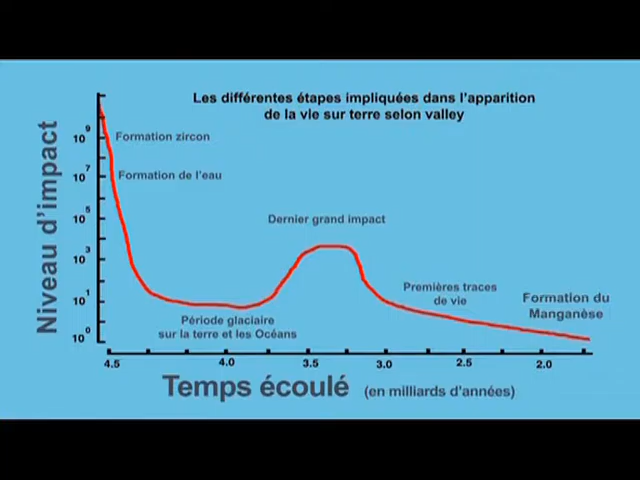 Les différentes étapes impliquées dans l'apparition
de la vie sur terre selon valley
Niveau d'impact
10⁹
10⁷
10⁵
10³
10¹
10⁰
Formation zircon
Formation de l'eau
Dernier grand impact
Premières traces
de vie
Formation du
Manganèse
Période glaciaire
sur la terre et les Océans
4.5 4.0 3.5 3.0 2.5 2.0
Temps écoulé (en milliards d'années)